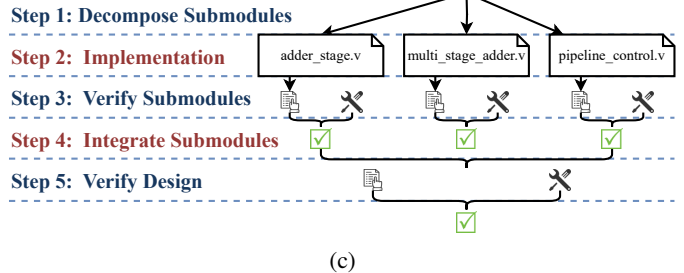 Step 1: Decompose Submodules
Step 2: Implementation
adder_stage.v
multi_stage_adder.v
pipeline_control.v
Step 3: Verify Submodules
Step 4: Integrate Submodules
Step 5: Verify Design
(c)